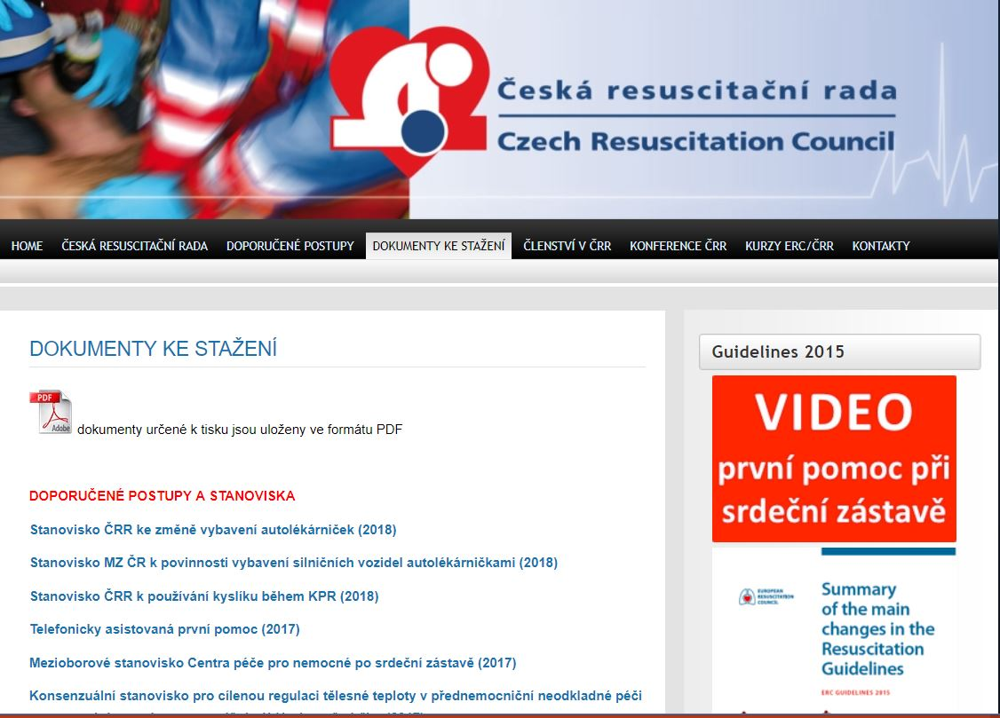 Česká resuscitační rada
Czech Resuscitation Council
HOME ČESKÁ RESUSCITAČNÍ RADA DOPORUČENÉ POSTUPY DOKUMENTY KE STAŽENÍ ČLENSTVÍ V ČRR KONFERENCE ČRR KURZY ERC/ČRR KONTAKTY
DOKUMENTY KE STAŽENÍ
PDF
Adobe
dokumenty určené k tisku jsou uloženy ve formátu PDF
DOPORUČENÉ POSTUPY A STANOVISKA
Stanovisko ČRR ke změně vybavení autolékárniček (2018)
Stanovisko MZ ČR k povinnosti vybavení silničních vozidel autolékárničkami (2018)
Stanovisko ČRR k používání kyslíku během KPR (2018)
Telefonicky asistovaná první pomoc (2017)
Mezioborové stanovisko Centra péče pro nemocné po srdeční zástavě (2017)
Konsenzuální stanovisko pro cílenou regulaci tělesné teploty v přednemocniční neodkladné péči
Guidelines 2015
VIDEO
první pomoc při
srdeční zástavě
EUROPEAN
RESUSCITATION
COUNCIL
Summary
of the main
changes in the
Resuscitation
Guidelines
ERC GUIDELINES 2015